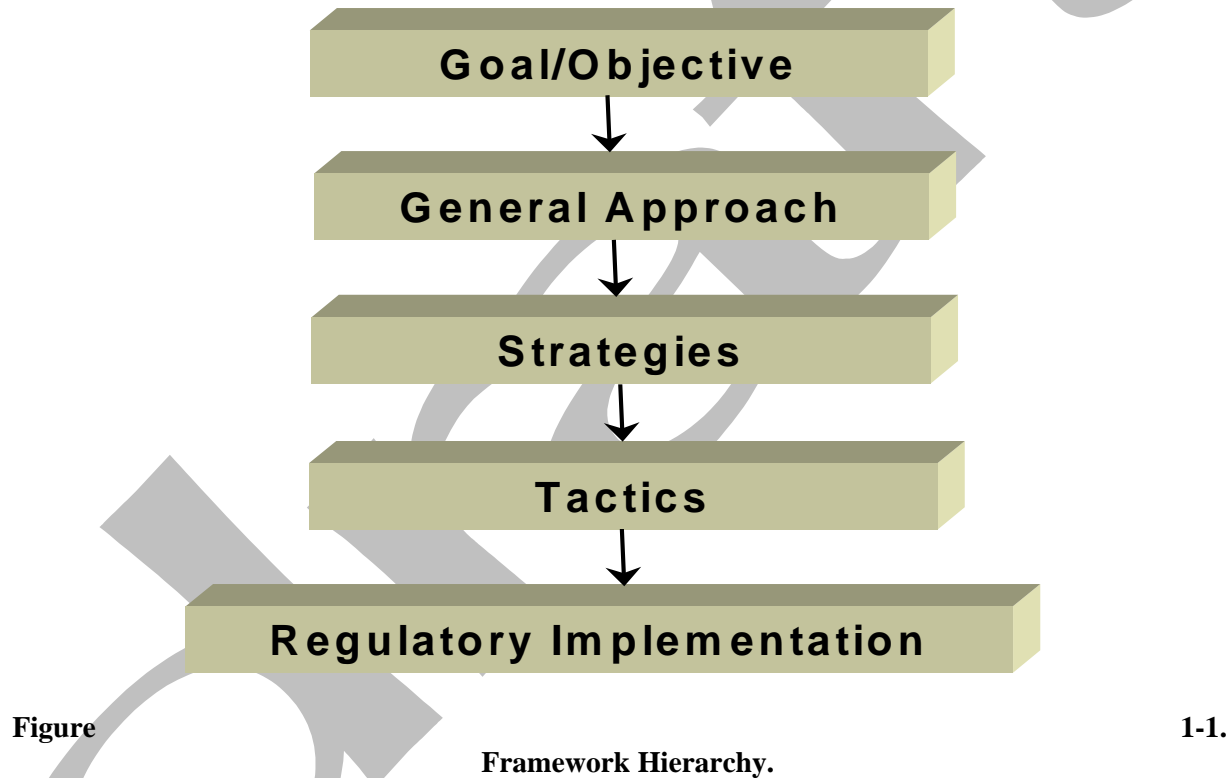 Goal/Objective
General Approach
Strategies
Tactics
Regulatory Implementation
Figure 1-1.
Framework Hierarchy.